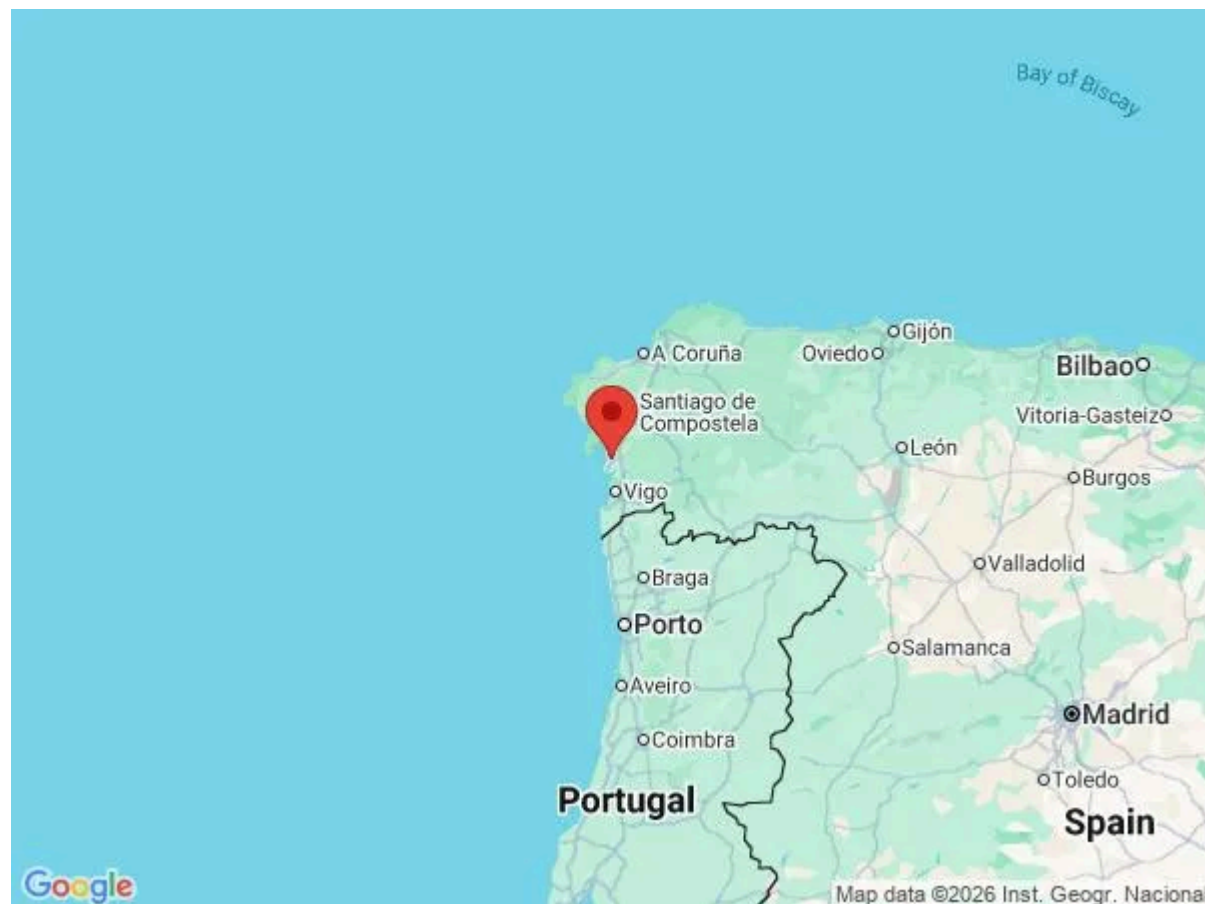 Bay of Biscay
Gijón
A Coruña
Oviedo
Bilbao
Santiago de
Compostela
Vitoria-Gasteiz
León
Burgos
Vigo
Valladolid
Braga
Porto
Salamanca
Aveiro
Madrid
Coimbra
Toledo
Portugal
Spain
Google
Map data ©2026 Inst. Geogr. Nacional